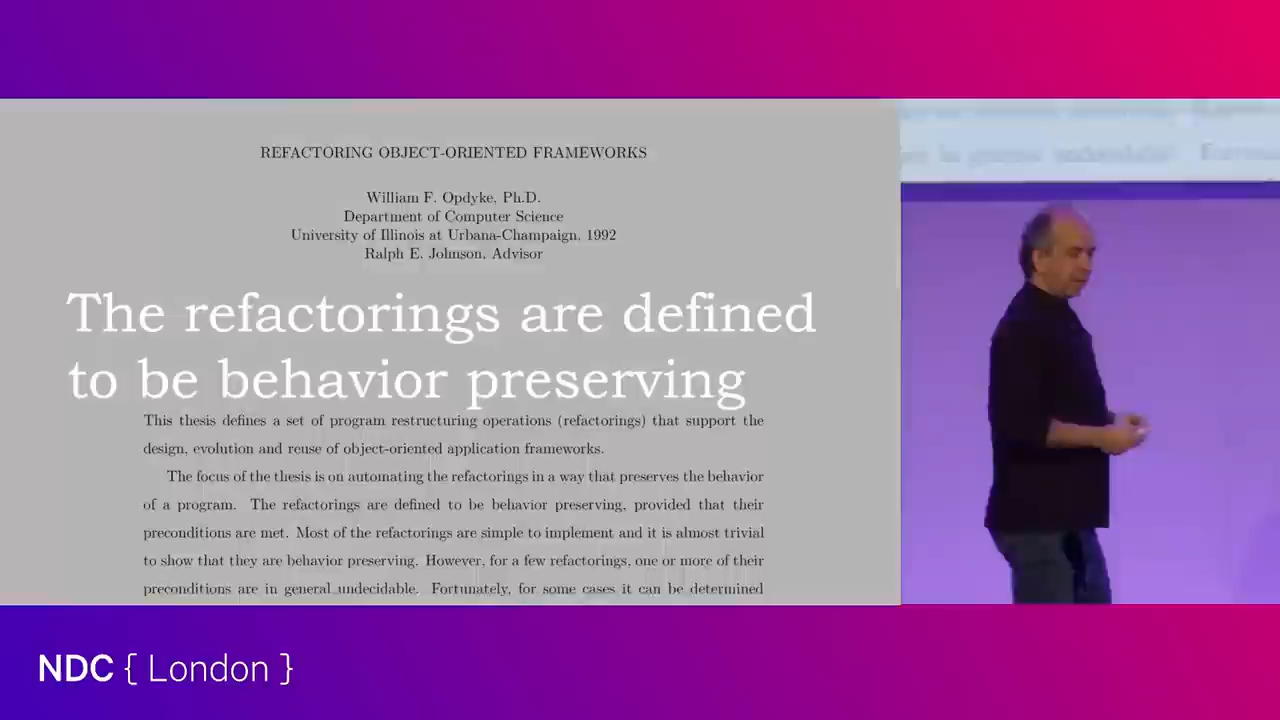 REFACTORING OBJECT-ORIENTED FRAMEWORKS
William F. Opdyke, Ph.D.
Department of Computer Science
University of Illinois at Urbana-Champaign, 1992
Ralph E. Johnson, Advisor
The refactorings are defined
to be behavior preserving
This thesis defines a set of program restructuring operations (refactorings) that support the
design, evolution and reuse of object-oriented application frameworks.
The focus of the thesis is on automating the refactorings in a way that preserves the behavior
of a program. The refactorings are defined to be behavior preserving, provided that their
preconditions are met. Most of the refactorings are simple to implement and it is almost trivial
to show that they are behavior preserving. However, for a few refactorings, one or more of their
preconditions are in general undecidable. Fortunately, for some cases it can be determined
NDC { London }